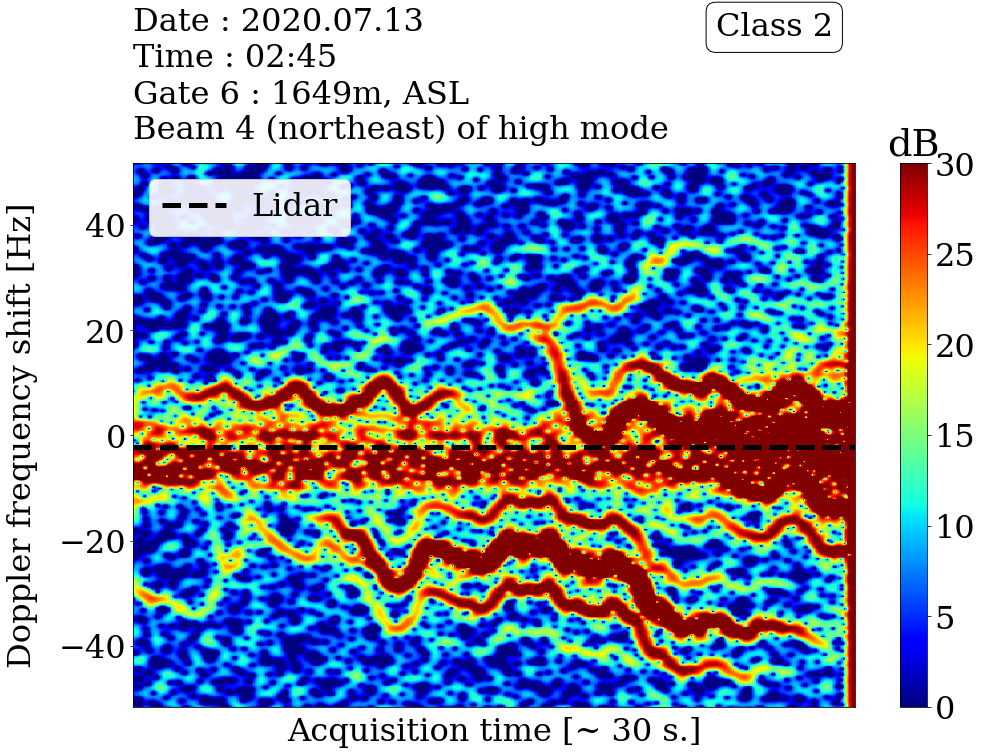 Date : 2020.07.13
Time : 02:45
Gate 6 : 1649m, ASL
Beam 4 (northeast) of high mode
Class 2
dB
Lidar
Doppler frequency shift [Hz]
40
20
0
−20
−40
30
25
20
15
10
5
0
Acquisition time [~ 30 s.]